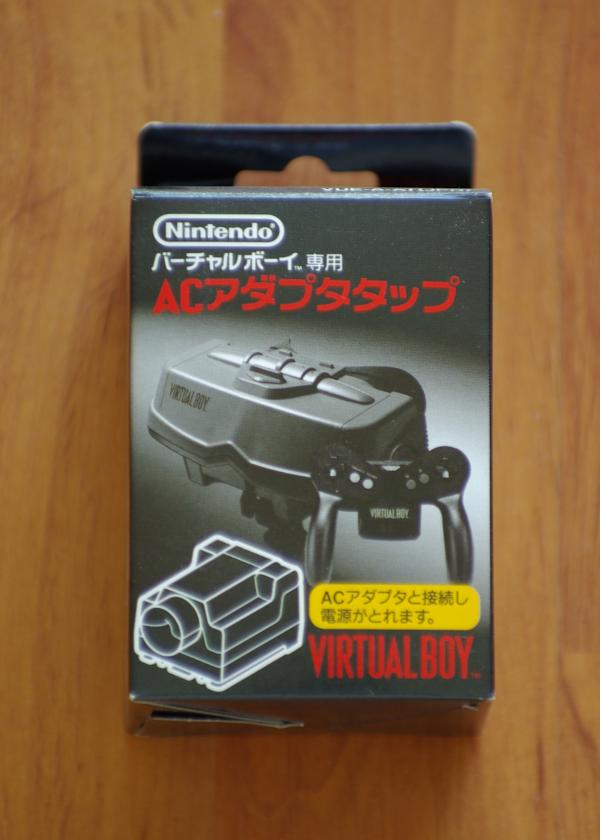 Nintendo®
バーチャルボーイ™専用
ACアダプタタップ
VIRTUAL BOY
VIRTUAL BOY
ACアダプタと接続し
電源がとれます。
VIRTUAL BOY™